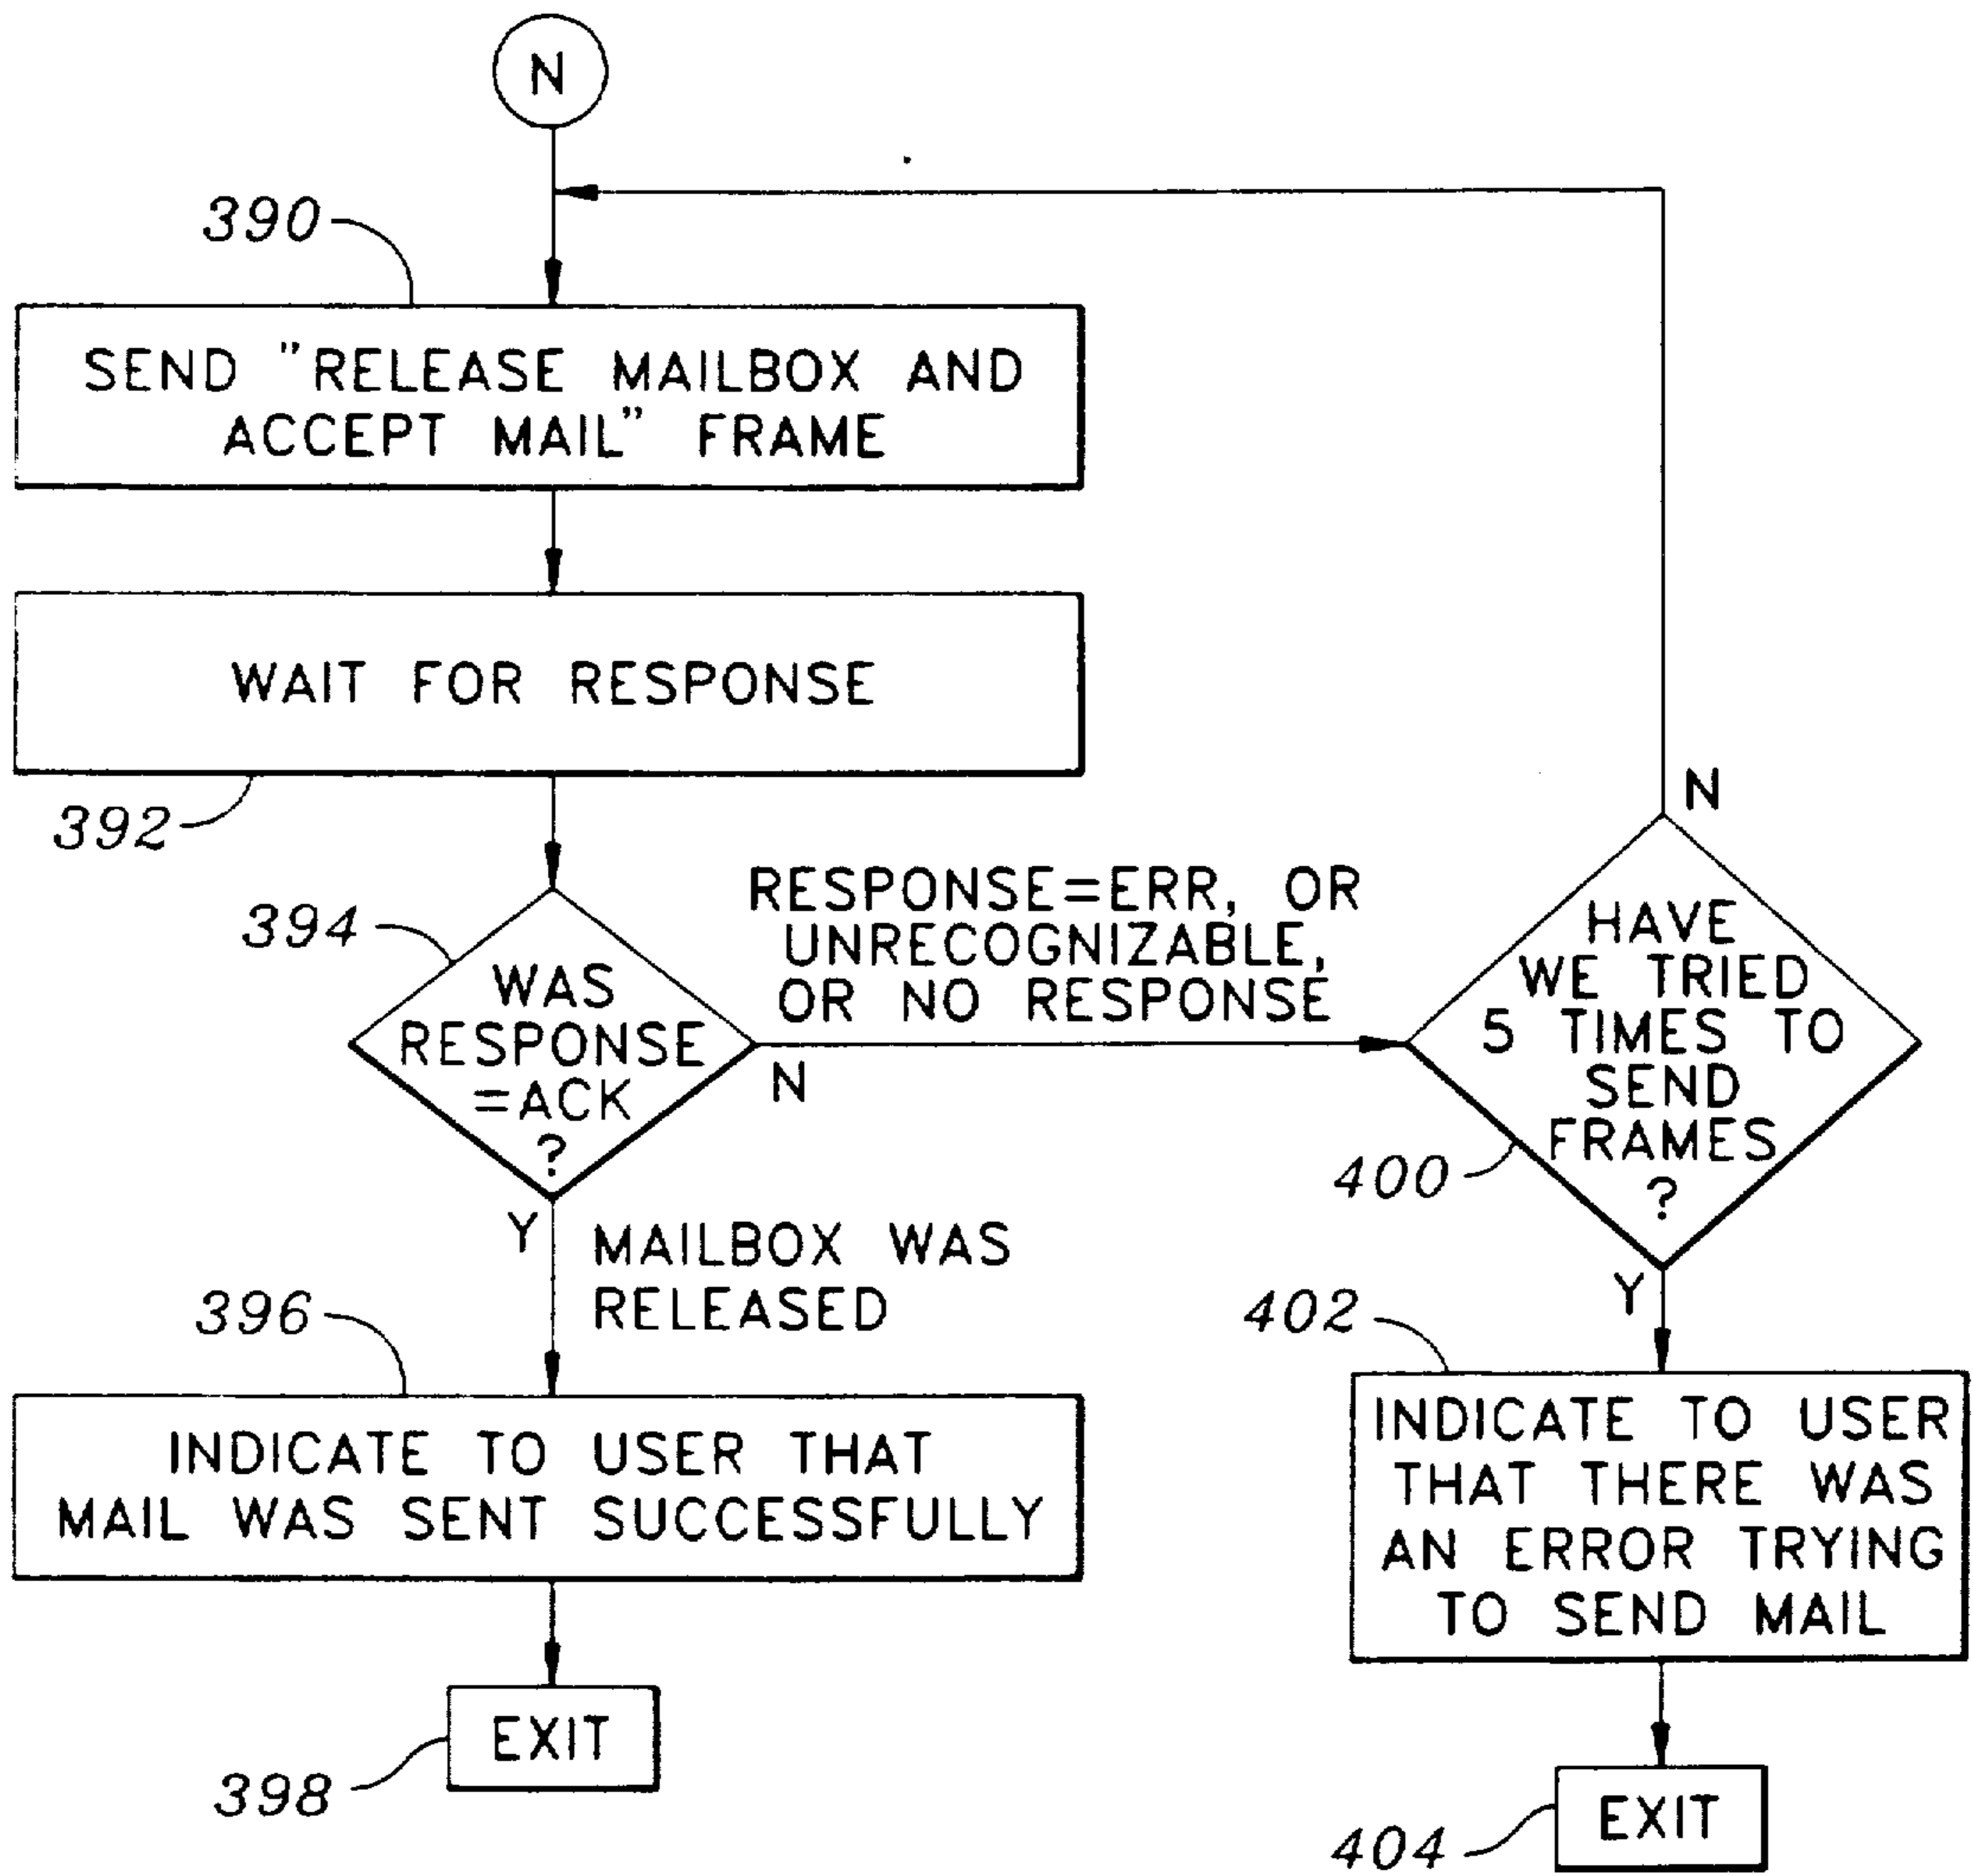 N
390
SEND "RELEASE MAILBOX AND
ACCEPT MAIL" FRAME
WAIT FOR RESPONSE
392
394
WAS
RESPONSE
=ACK
?
RESPONSE=ERR, OR
UNRECOGNIZABLE,
OR NO RESPONSE
N
N
HAVE
WE TRIED
5 TIMES TO
SEND
FRAMES
?
400
Y
MAILBOX WAS
RELEASED
396
INDICATE TO USER THAT
MAIL WAS SENT SUCCESSFULLY
EXIT
398
Y
402
INDICATE TO USER
THAT THERE WAS
AN ERROR TRYING
TO SEND MAIL
EXIT
404